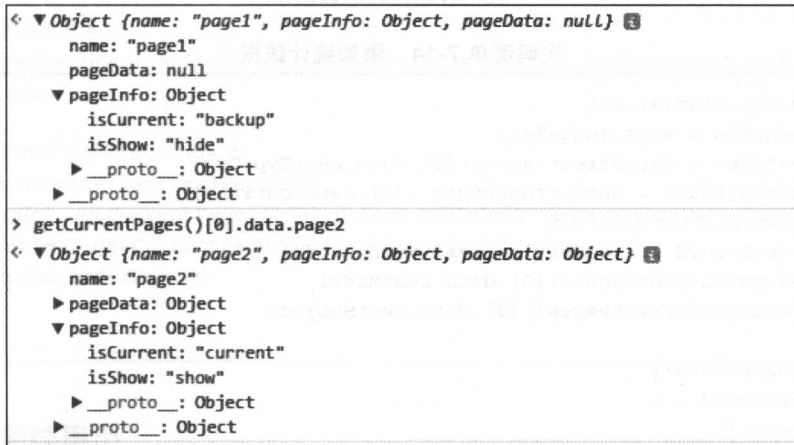 Object {name: "page1", pageInfo: Object, pageData: null}
name: "page1"
pageData: null
pageInfo: Object
isCurrent: "backup"
isShow: "hide"
__proto__: Object
__proto__: Object
> getCurrentPages()[0].data.page2
Object {name: "page2", pageInfo: Object, pageData: Object}
name: "page2"
pageData: Object
pageInfo: Object
isCurrent: "current"
isShow: "show"
__proto__: Object
__proto__: Object